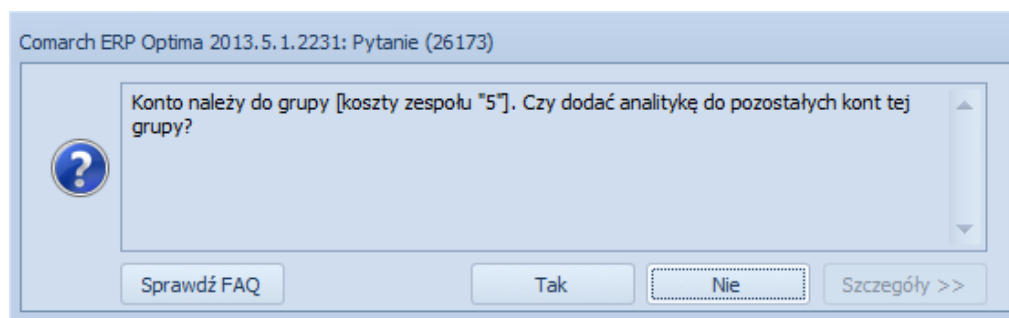 Comarch ERP Optima 2013.5.1.2231: Pytanie (26173)
Konto należy do grupy [koszty zespołu "5"]. Czy dodać analitykę do pozostałych kont tej
grupy?
Sprawdź FAQ
Tak
Nie
Szczegóły >>